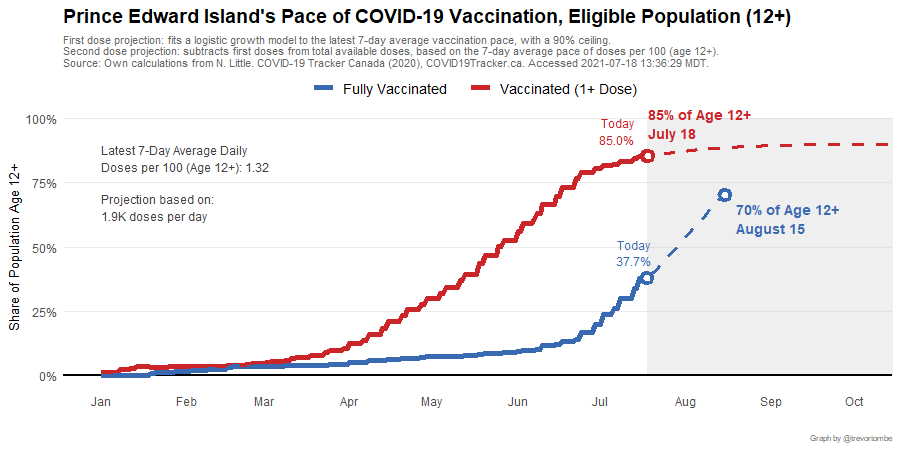 Prince Edward Island's Pace of COVID-19 Vaccination, Eligible Population (12+)
First dose projection: fits a logistic growth model to the latest 7-day average vaccination pace, with a 90% ceiling.
Second dose projection: subtracts first doses from total available doses, based on the 7-day average pace of doses per 100 (age 12+).
Source: Own calculations from N. Little. COVID-19 Tracker Canada (2020), COVID19Tracker.ca. Accessed 2021-07-18 13:36:29 MDT.
Fully Vaccinated
Vaccinated (1+ Dose)
Share of Population Age 12+
100%
75%
50%
25%
0%
Latest 7-Day Average Daily
Doses per 100 (Age 12+): 1.32
Projection based on:
1.9K doses per day
Today
85.0%
85% of Age 12+
July 18
Today
37.7%
70% of Age 12+
August 15
Jan
Feb
Mar
Apr
May
Jun
Jul
Aug
Sep
Oct
Graph by @trevortombe